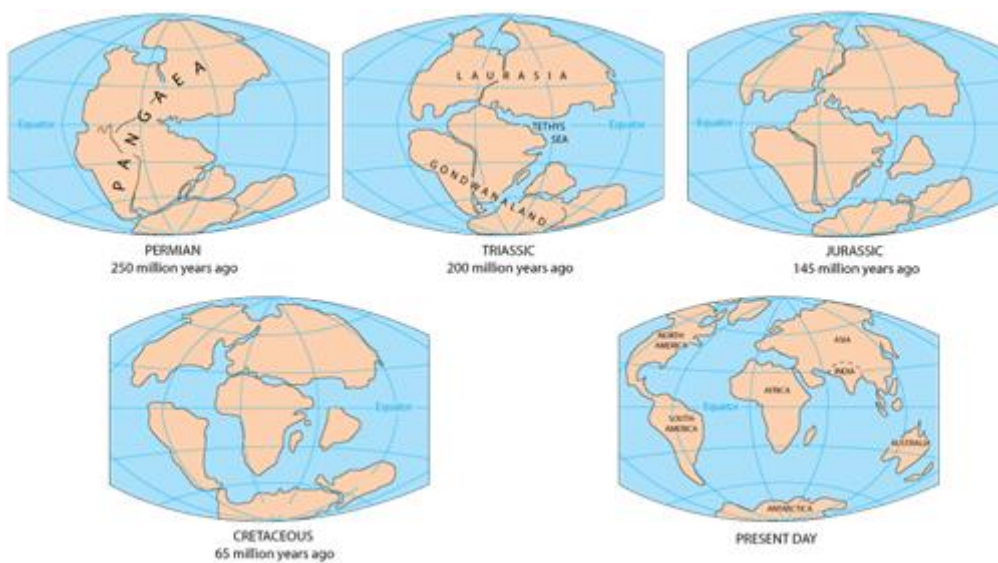 Equator
PANGAEA
PERMIAN
250 million years ago
LAURASIA
Equator
TETHYS
SEA
GONDWANALAND
TRIASSIC
200 million years ago
Equator
JURASSIC
145 million years ago
Equator
CRETACEOUS
65 million years ago
NORTH
AMERICA
ASIA
INDIA
AFRICA
Equator
SOUTH
AMERICA
AUSTRALIA
ANTARCTICA
PRESENT DAY